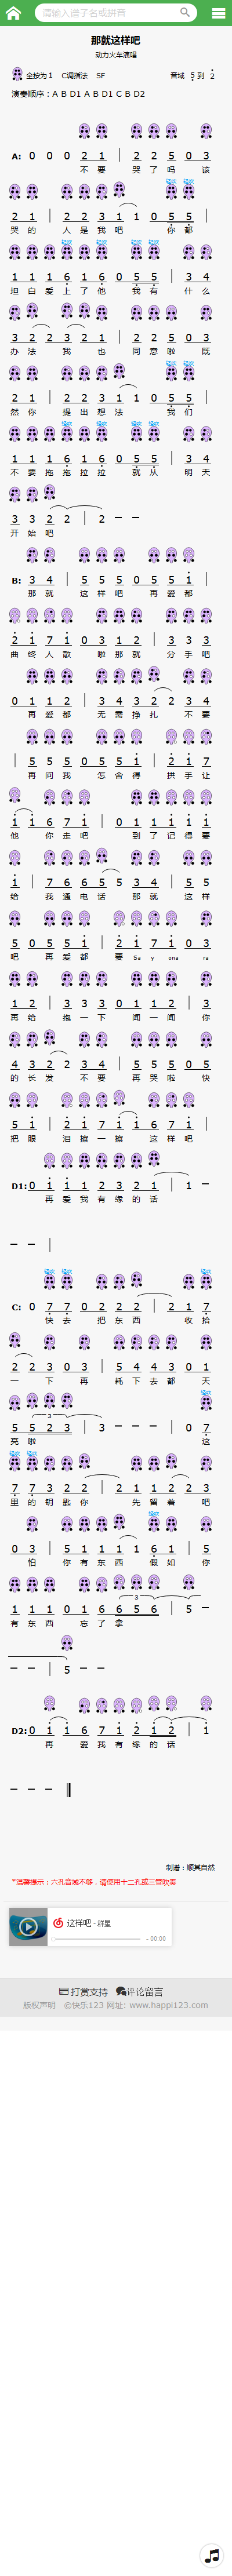 请输入谱子名或拼音
那就这样吧
动力火车演唱
全按为1 C调指法 SF 音域 5 到 2
演奏顺序：A B D1 A B D1 C B D2
A: 0 0 0 2 1 | 2 2 5 0 3
不 要 哭 了 吗 该
2 1 | 2 2 3 1 1 0 5 5 |
哭 的 人 是 我 吧 你 都
轻吹 轻吹
1 1 1 6 1 6 0 5 5 | 3 4
坦 白 爱 上 了 他 我 有 什 么
3 2 2 3 2 1 | 2 2 5 0 3
办 法 我 也 同 意 啦 既
2 1 | 2 2 3 1 1 0 5 5 |
然 你 提 出 想 法 我 们
1 1 1 6 1 6 0 5 5 | 3 4
不 要 拖 拖 拉 拉 就 从 明 天
3 3 2 2 | 2 − −
开 始 吧
B: 3 4 | 5 5 5 0 5 5 1 |
那 就 这 样 吧 再 爱 都
2 1 7 1 0 3 1 2 | 3 3 3
曲 终 人 散 啦 那 就 分 手 吧
0 1 1 2 | 3 4 3 2 2 3 4
再 爱 都 无 需 挣 扎 不 要
| 5 5 5 0 5 5 1 | 2 1 7
再 问 我 怎 舍 得 拱 手 让
1 1 6 7 1 | 0 1 1 3 1 2
他 你 走 吧 到 了 记 得 要
1 | 7 6 6 5 5 3 4 | 5 5
给 我 通 电 话 那 就 这 样
5 0 5 5 1 | 2 1 7 1 0 3
吧 再 爱 都 要 Sa y ona ra
1 2 | 3 3 3 0 1 1 2 | 3
再 给 抱 一 下 闻 一 闻 你
4 3 2 2 3 4 | 5 5 5 0 5
的 长 发 不 要 再 哭 啦 快
5 1 | 2 1 7 1 1 6 7 1 |
把 眼 泪 擦 一 擦 这 样 吧
D1: 0 1 1 1 2 3 2 1 | 1 −
再 爱 我 有 缘 的 话
− − |
C: 0 7 7 0 2 2 2 | 2 1 7
快 去 把 东 西 收 拾
2 2 3 0 3 | 5 4 4 3 0 1
一 下 再 耗 下 去 都 天
5 5 2 3 | 3 − − − | 0 7
亮 啦 这
7 7 3 2 2 | 2 1 1 2 2 3
里 的 钥 匙 你 先 留 着 吧
0 3 | 5 1 1 1 1 6 1 | 5
怕 你 有 东 西 假 如 你
1 1 1 0 1 6 6 5 6 | 5 −
有 东 西 忘 了 拿
− − | 5 − −
D2: 0 1 1 6 7 1 2 1 2 | 1
再 爱 我 有 缘 的 话
− − −
制谱：顺其自然
*温馨提示：六孔音域不够，请使用十二孔或三管吹奏
这样吧 - 群星
- 00:00
打赏支持 评论留言
版权声明 ©快乐123 网址：www.happi123.com